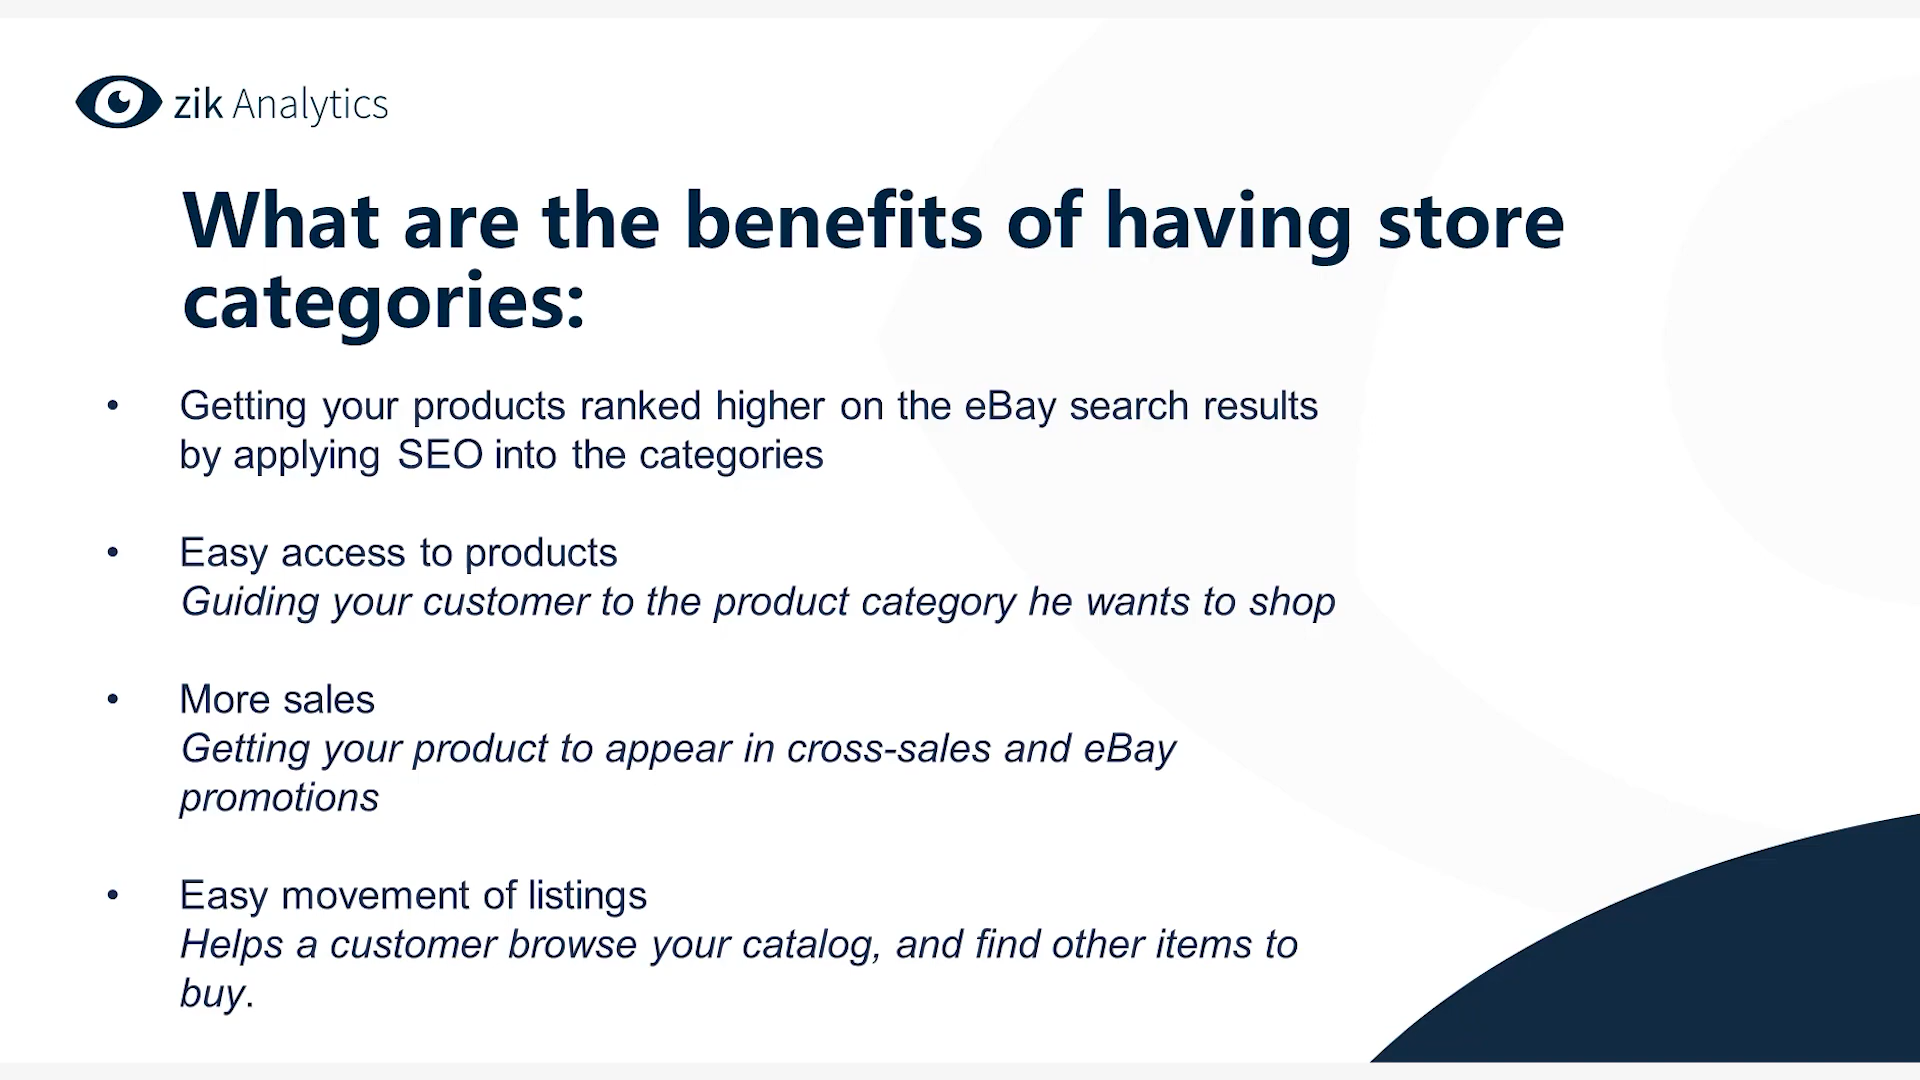 zik Analytics
What are the benefits of having store
categories:
• Getting your products ranked higher on the eBay search results
by applying SEO into the categories
• Easy access to products
Guiding your customer to the product category he wants to shop
• More sales
Getting your product to appear in cross-sales and eBay
promotions
• Easy movement of listings
Helps a customer browse your catalog, and find other items to
buy.